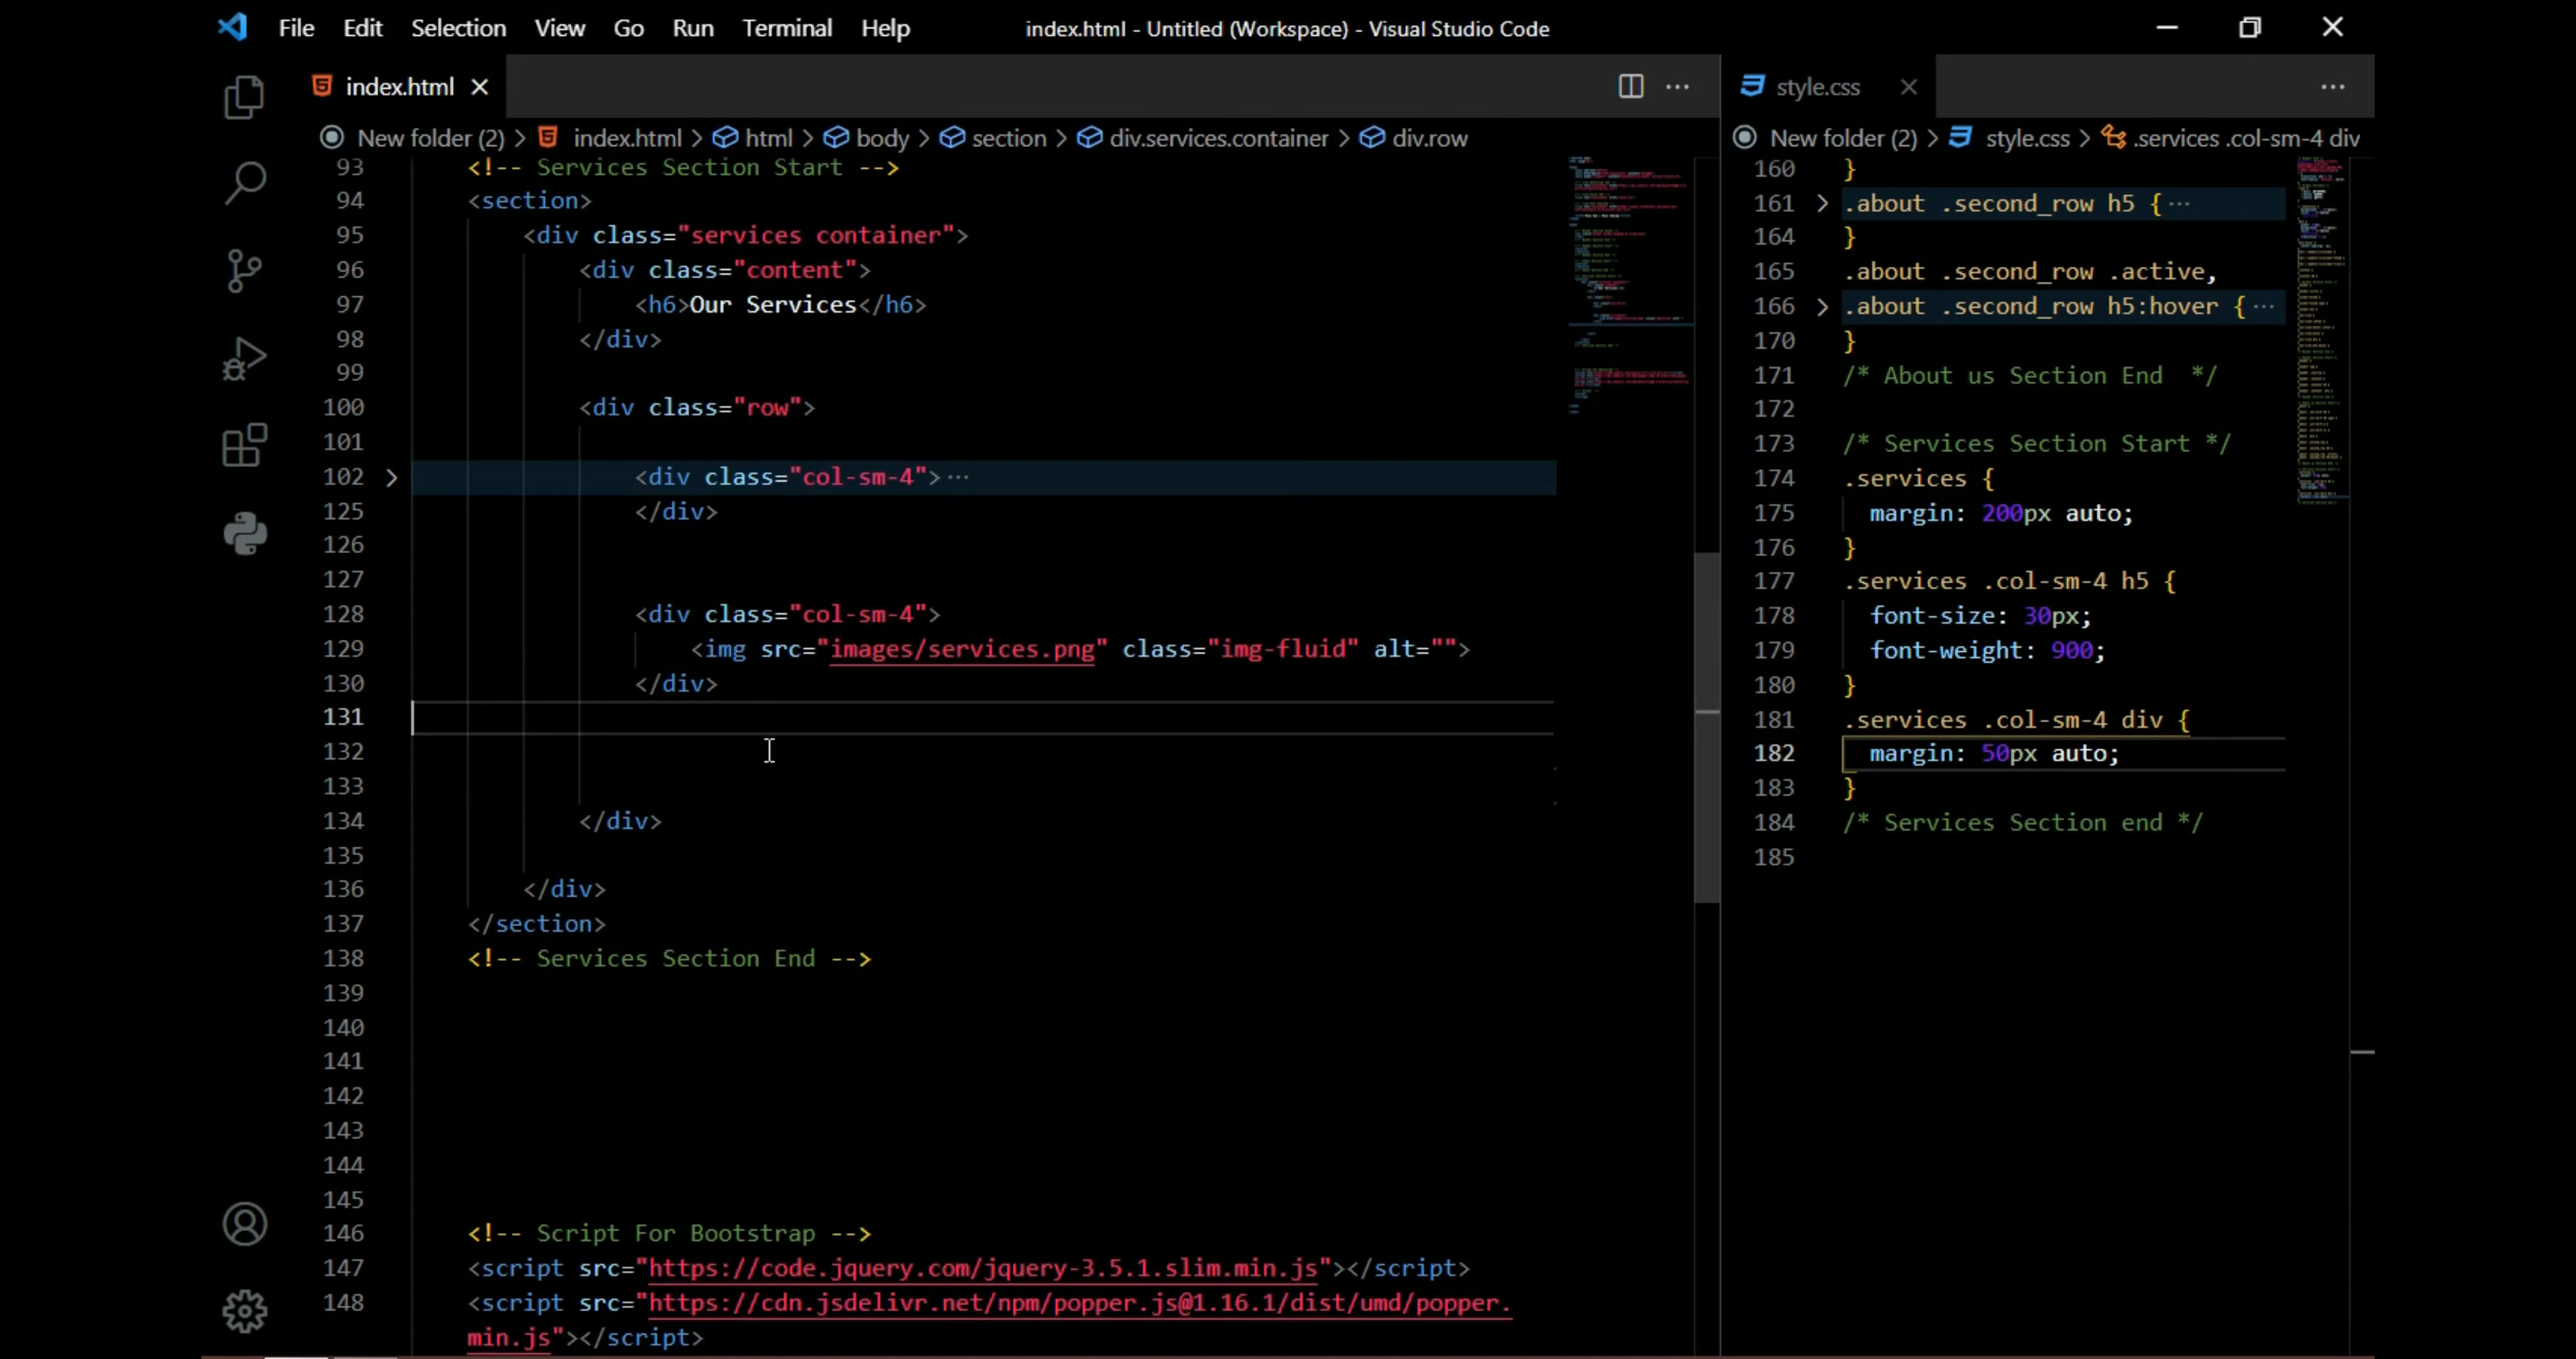 File Edit Selection View Go Run Terminal Help index.html - Untitled (Workspace) - Visual Studio Code
index.html
New folder (2) > index.html > html > body > section > div.services.container > div.row
93 <!-- Services Section Start -->
94 <section>
95 <div class="services container">
96 <div class="content">
97 <h6>Our Services</h6>
98 </div>
99
100 <div class="row">
101
102 <div class="col-sm-4">···
125 </div>
126
127
128 <div class="col-sm-4">
129 <img src="images/services.png" class="img-fluid" alt="">
130 </div>
131
132
133
134 </div>
135
136 </div>
137 </section>
138 <!-- Services Section End -->
139
140
141
142
143
144
145
146 <!-- Script For Bootstrap -->
147 <script src="https://code.jquery.com/jquery-3.5.1.slim.min.js"></script>
148 <script src="https://cdn.jsdelivr.net/npm/popper.js@1.16.1/dist/umd/popper.
min.js"></script>
style.css
New folder (2) > style.css > .services .col-sm-4 div
160 }
161 .about .second_row h5 {···
164 }
165 .about .second_row .active,
166 .about .second_row h5:hover {···
170 }
171 /* About us Section End  */
172
173 /* Services Section Start */
174 .services {
175 margin: 200px auto;
176 }
177 .services .col-sm-4 h5 {
178 font-size: 30px;
179 font-weight: 900;
180 }
181 .services .col-sm-4 div {
182 margin: 50px auto;
183 }
184 /* Services Section end */
185